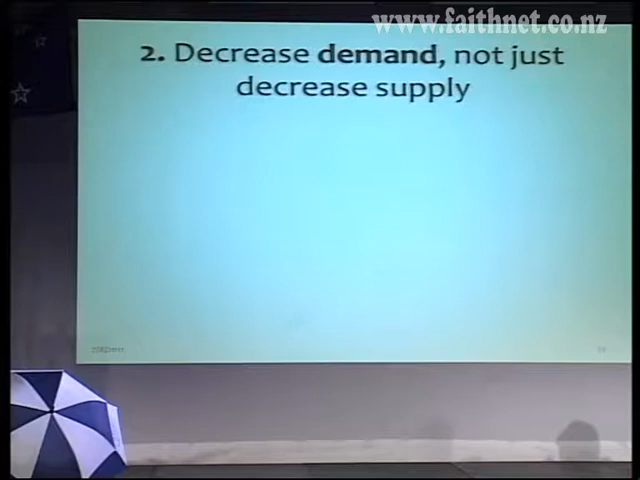 www.faithnet.co.nz
2. Decrease demand, not just
decrease supply